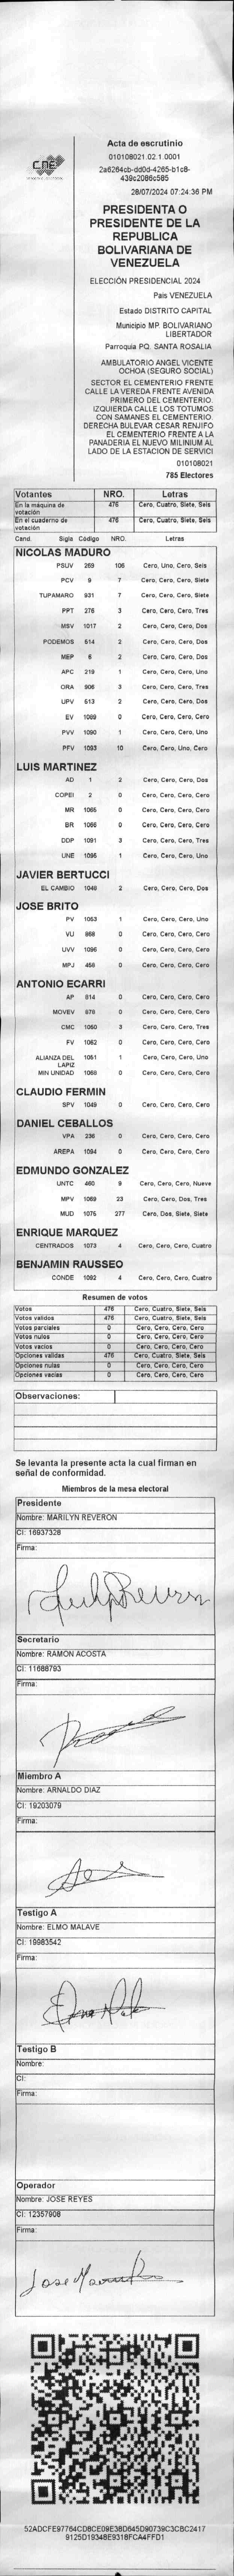 CNE
Acta de escrutinio
010108021.02.1.0001
2a6264cb-dd0d-4265-b1c8-
439c2086c585
28/07/2024 07:24:36 PM
PRESIDENTA O
PRESIDENTE DE LA
REPUBLICA
BOLIVARIANA DE
VENEZUELA
ELECCIÓN PRESIDENCIAL 2024
Pais VENEZUELA
Estado DISTRITO CAPITAL
Municipio MP. BOLIVARIANO
LIBERTADOR
Parroquia PQ. SANTA ROSALIA
AMBULATORIO ANGEL VICENTE
OCHOA (SEGURO SOCIAL)
SECTOR EL CEMENTERIO FRENTE
CALLE LA VEREDA FRENTE AVENIDA
PRIMERO DEL CEMENTERIO.
IZQUIERDA CALLE LOS TOTUMOS
CON SAMANES EL CEMENTERIO.
DERECHA BULEVAR CESAR RENJIFO
EL CEMENTERIO FRENTE A LA
PANADERIA EL NUEVO MILINIUM AL
LADO DE LA ESTACION DE SERVICI
010108021
785 Electores
Votantes NRO. Letras
En la máquina de votación 476 Cero, Cuatro, Siete, Seis
En el cuaderno de votación 476 Cero, Cuatro, Siete, Seis
Cand. Sigla Código NRO. Letras
NICOLAS MADURO
PSUV 269 106 Cero, Uno, Cero, Seis
PCV 9 7 Cero, Cero, Cero, Siete
TUPAMARO 931 7 Cero, Cero, Cero, Siete
PPT 276 3 Cero, Cero, Cero, Tres
MSV 1017 2 Cero, Cero, Cero, Dos
PODEMOS 514 2 Cero, Cero, Cero, Dos
MEP 6 2 Cero, Cero, Cero, Dos
APC 219 1 Cero, Cero, Cero, Uno
ORA 906 3 Cero, Cero, Cero, Tres
UPV 513 2 Cero, Cero, Cero, Dos
EV 1089 0 Cero, Cero, Cero, Cero
PVV 1090 1 Cero, Cero, Cero, Uno
PFV 1093 10 Cero, Cero, Uno, Cero
LUIS MARTINEZ
AD 1 2 Cero, Cero, Cero, Dos
COPEI 2 0 Cero, Cero, Cero, Cero
MR 1065 0 Cero, Cero, Cero, Cero
BR 1066 0 Cero, Cero, Cero, Cero
DDP 1091 3 Cero, Cero, Cero, Tres
UNE 1095 1 Cero, Cero, Cero, Uno
JAVIER BERTUCCI
EL CAMBIO 1048 2 Cero, Cero, Cero, Dos
JOSE BRITO
PV 1053 1 Cero, Cero, Cero, Uno
VU 868 0 Cero, Cero, Cero, Cero
UVV 1096 0 Cero, Cero, Cero, Cero
MPJ 458 0 Cero, Cero, Cero, Cero
ANTONIO ECARRI
AP 814 0 Cero, Cero, Cero, Cero
MOVEV 878 0 Cero, Cero, Cero, Cero
CMC 1050 3 Cero, Cero, Cero, Tres
FV 1062 0 Cero, Cero, Cero, Cero
ALIANZA DEL LAPIZ 1051 1 Cero, Cero, Cero, Uno
MIN UNIDAD 1068 0 Cero, Cero, Cero, Cero
CLAUDIO FERMIN
SPV 1049 0 Cero, Cero, Cero, Cero
DANIEL CEBALLOS
VPA 236 0 Cero, Cero, Cero, Cero
AREPA 1094 0 Cero, Cero, Cero, Cero
EDMUNDO GONZALEZ
UNTC 460 9 Cero, Cero, Cero, Nueve
MPV 1069 23 Cero, Cero, Dos, Tres
MUD 1075 277 Cero, Dos, Siete, Siete
ENRIQUE MARQUEZ
CENTRADOS 1073 4 Cero, Cero, Cero, Cuatro
BENJAMIN RAUSSEO
CONDE 1092 4 Cero, Cero, Cero, Cuatro
Resumen de votos
Votos 476 Cero, Cuatro, Siete, Seis
Votos validos 476 Cero, Cuatro, Siete, Seis
Votos parciales 0 Cero, Cero, Cero, Cero
Votos nulos 0 Cero, Cero, Cero, Cero
Votos vacios 0 Cero, Cero, Cero, Cero
Opciones validas 476 Cero, Cuatro, Siete, Seis
Opciones nulas 0 Cero, Cero, Cero, Cero
Opciones vacias 0 Cero, Cero, Cero, Cero
Observaciones:
Se levanta la presente acta la cual firman en
señal de conformidad.
Miembros de la mesa electoral
Presidente
Nombre: MARILYN REVERON
CI: 16937328
Firma:
Secretario
Nombre: RAMON ACOSTA
CI: 11688793
Firma:
Miembro A
Nombre: ARNALDO DIAZ
CI: 19203079
Firma:
Testigo A
Nombre: ELMO MALAVE
CI: 19983542
Firma:
Testigo B
Nombre:
CI:
Firma:
Operador
Nombre: JOSE REYES
CI: 12357908
Firma:
52ADCFE97764CD8CE09E38D645D90739C3CBC2417
9125D19348E9318FCA4FFD1